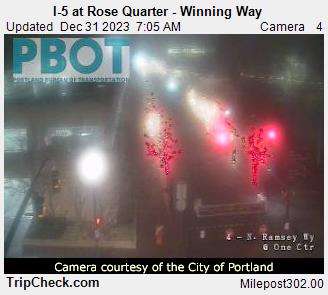 I-5 at Rose Quarter - Winning Way
Updated Dec 31 2023 7:05 AM Camera 4
PBOT
PORTLAND BUREAU OF TRANSPORTATION
4 - N. Ramsey Wy
@ One Ctr
Camera courtesy of the City of Portland
TripCheck.com Milepost302.00